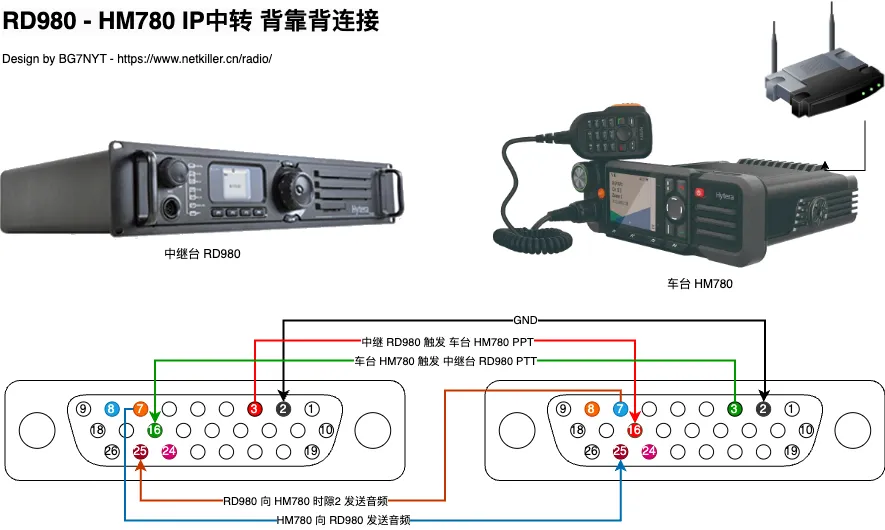 RD980 - HM780 IP中转 背靠背连接
Design by BG7NYT - https://www.netkiller.cn/radio/
Hytera
Hytera
中继台 RD980
车台 HM780
GND
中继 RD980 触发 车台 HM780 PPT
车台 HM780 触发 中继台 RD980 PTT
9 8 7 3 2 1
9 8 7 3 2 1
18 16 10
18 16 10
26 25 24 19
26 25 24 19
RD980 向 HM780 时隙2 发送音频
HM780 向 RD980 发送音频